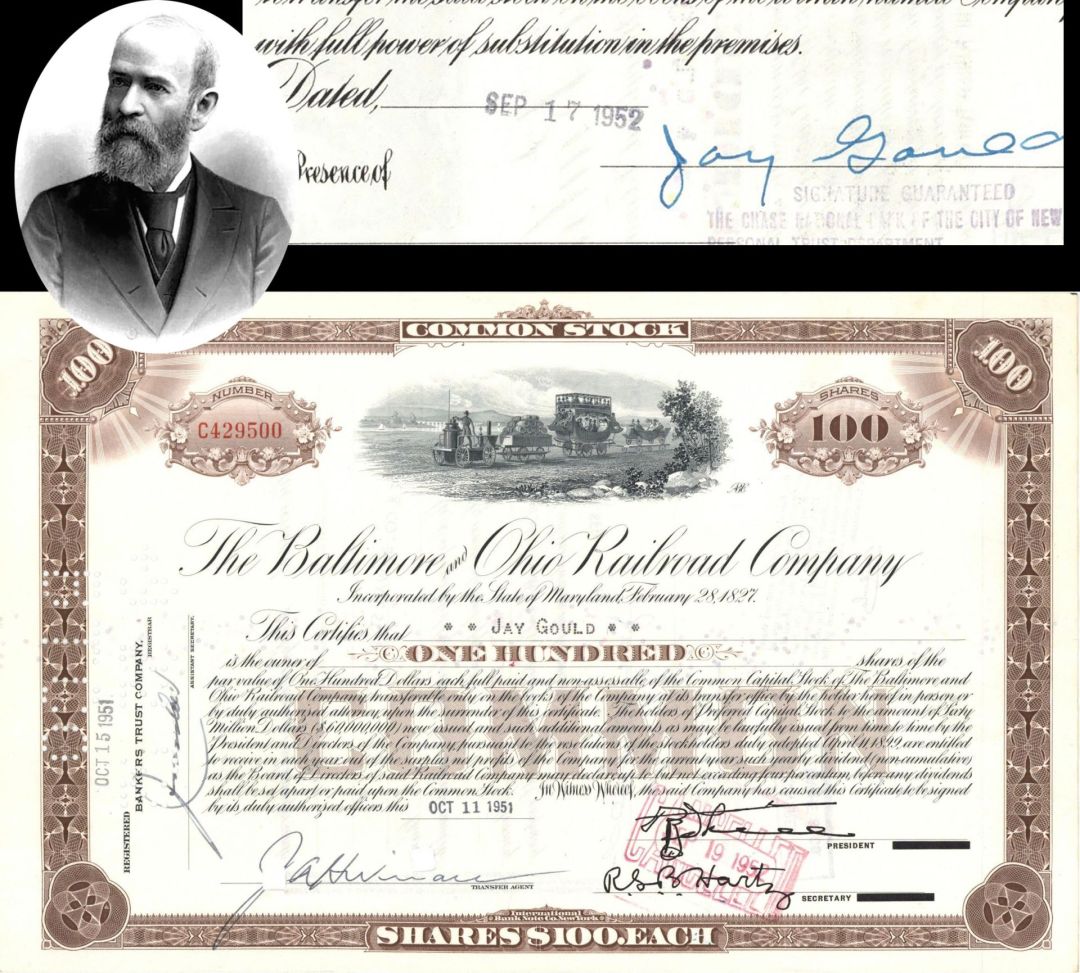 with full power of substitution in the premises.
Dated, SEP 17 1952
Jay Gould
Presence of
SIGNATURE GUARANTEED
THE CHASE NATIONAL BANK OF THE CITY OF NEW
PERSONAL TRUST DEPARTMENT
COMMON STOCK
100
100
NUMBER
C429500
SHARES
100
The Baltimore and Ohio Railroad Company
Incorporated by the State of Maryland, February 28, 1827.
This Certifies that * * JAY GOULD * *
is the owner of ONE HUNDRED shares of the
par value of One Hundred Dollars each, full paid and non-assessable, of the Common Capital Stock of The Baltimore and
Ohio Railroad Company, transferable only on the books of the Company at its transfer offices by the holder hereof in person or
by duly authorized attorney, upon the surrender of this certificate. The holders of Preferred Capital Stock to the amount of Sixty
Million Dollars ($60,000,000) now issued and such additional amounts as may be lawfully issued from time to time by the
President and Directors of the Company pursuant to the resolutions of the stockholders duly adopted April 11, 1899, are entitled
to receive in each year out of the surplus net profits of the Company for the current year such yearly dividend (non-cumulative)
as the Board of Directors of said Railroad Company may declare, up to but not exceeding four per centum, before any dividends
shall be set apart or paid upon the Common Stock. In Witness Whereof, the said Company has caused this Certificate to be signed
by its duly authorized officers this OCT 11 1951
COMMON
REGISTERED OCT 15 1951
BANKERS TRUST COMPANY,
REGISTRAR
ASSISTANT SECRETARY.
TRANSFER AGENT
PRESIDENT
CANCELLED
R.G.B. Hartz
SECRETARY
International
Bank Note Co. New York
SHARES $100. EACH